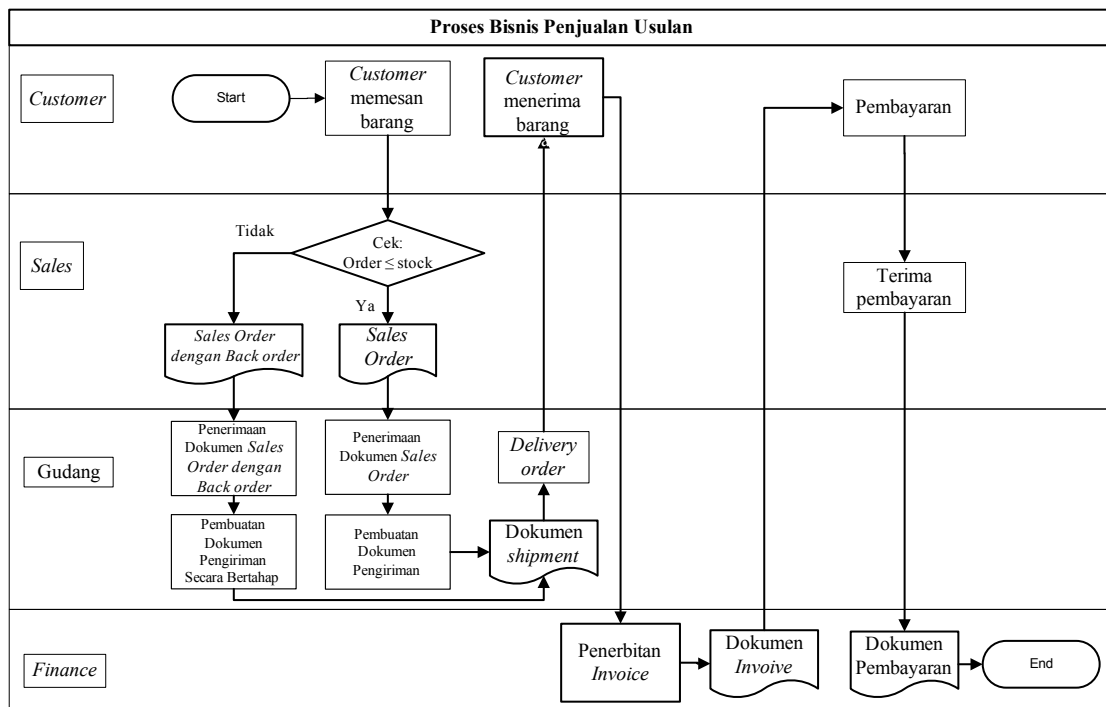 Proses Bisnis Penjualan Usulan
Customer
Start
Customer
memesan
barang
Customer
menerima
barang
Pembayaran
Sales
Tidak
Cek:
Order ≤ stock
Ya
Sales Order
dengan Back order
Sales
Order
Terima
pembayaran
Gudang
Penerimaan
Dokumen Sales
Order dengan
Back order
Penerimaan
Dokumen Sales
Order
Delivery
order
Pembuatan
Dokumen
Pengiriman
Secara Bertahap
Pembuatan
Dokumen
Pengiriman
Dokumen
shipment
Finance
Penerbitan
Invoice
Dokumen
Invoive
Dokumen
Pembayaran
End